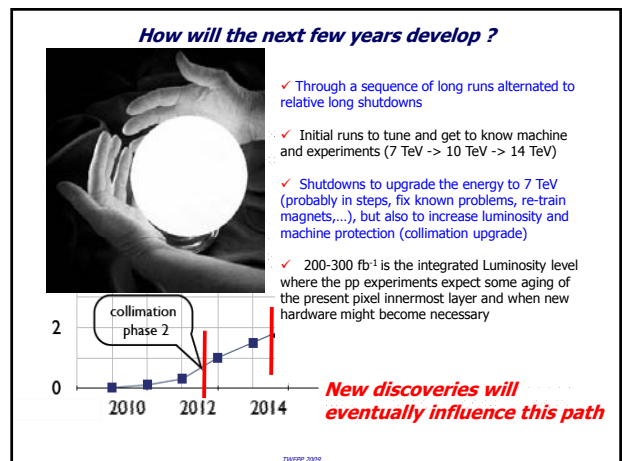 How will the next few years develop ?
✓ Through a sequence of long runs alternated to
relative long shutdowns
✓ Initial runs to tune and get to know machine
and experiments (7 TeV -> 10 TeV -> 14 TeV)
✓ Shutdowns to upgrade the energy to 7 TeV
(probably in steps, fix known problems, re-train
magnets,...), but also to increase luminosity and
machine protection (collimation upgrade)
✓ 200-300 fb⁻¹ is the integrated Luminosity level
where the pp experiments expect some aging of
the present pixel innermost layer and when new
hardware might become necessary
collimation
phase 2
2
0
2010 2012 2014
New discoveries will
eventually influence this path
TWEPP 2009